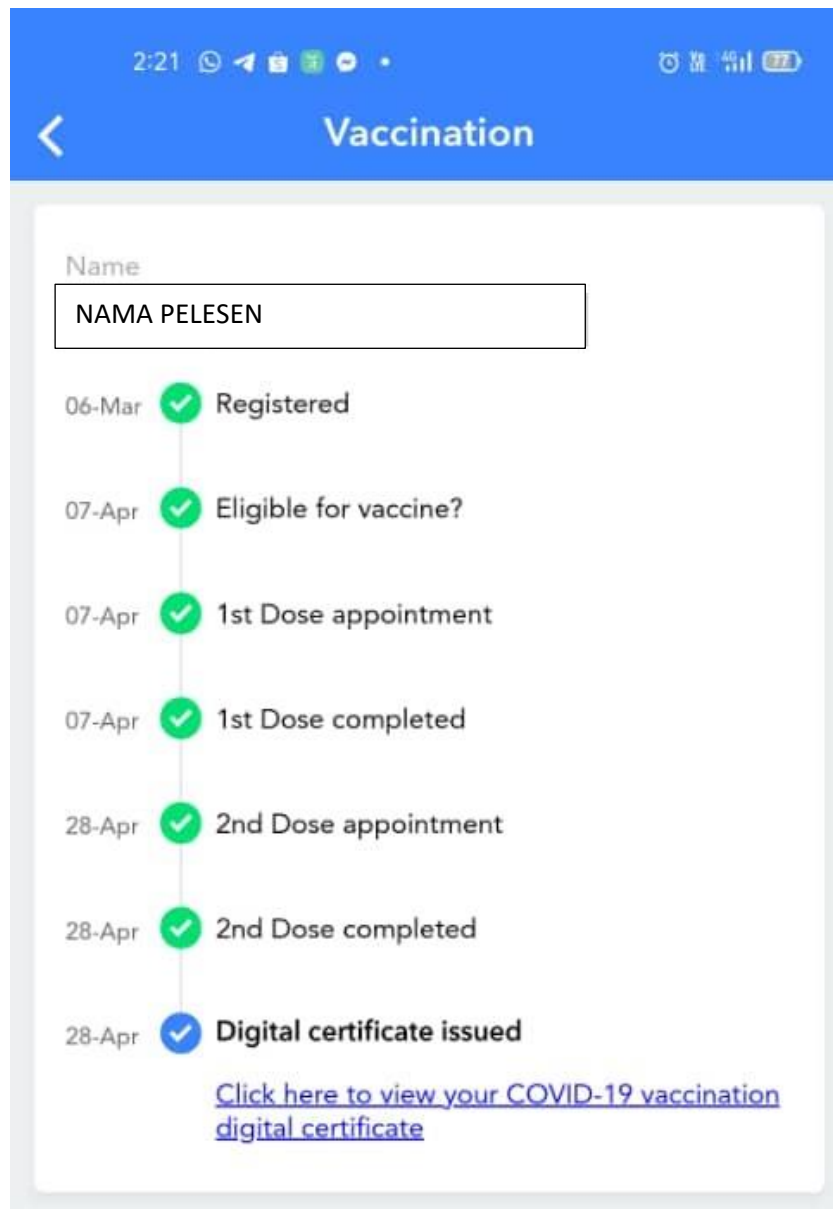 2:21
4G
77
Vaccination
Name
NAMA PELESEN
06-Mar Registered
07-Apr Eligible for vaccine?
07-Apr 1st Dose appointment
07-Apr 1st Dose completed
28-Apr 2nd Dose appointment
28-Apr 2nd Dose completed
28-Apr Digital certificate issued
Click here to view your COVID-19 vaccination
digital certificate